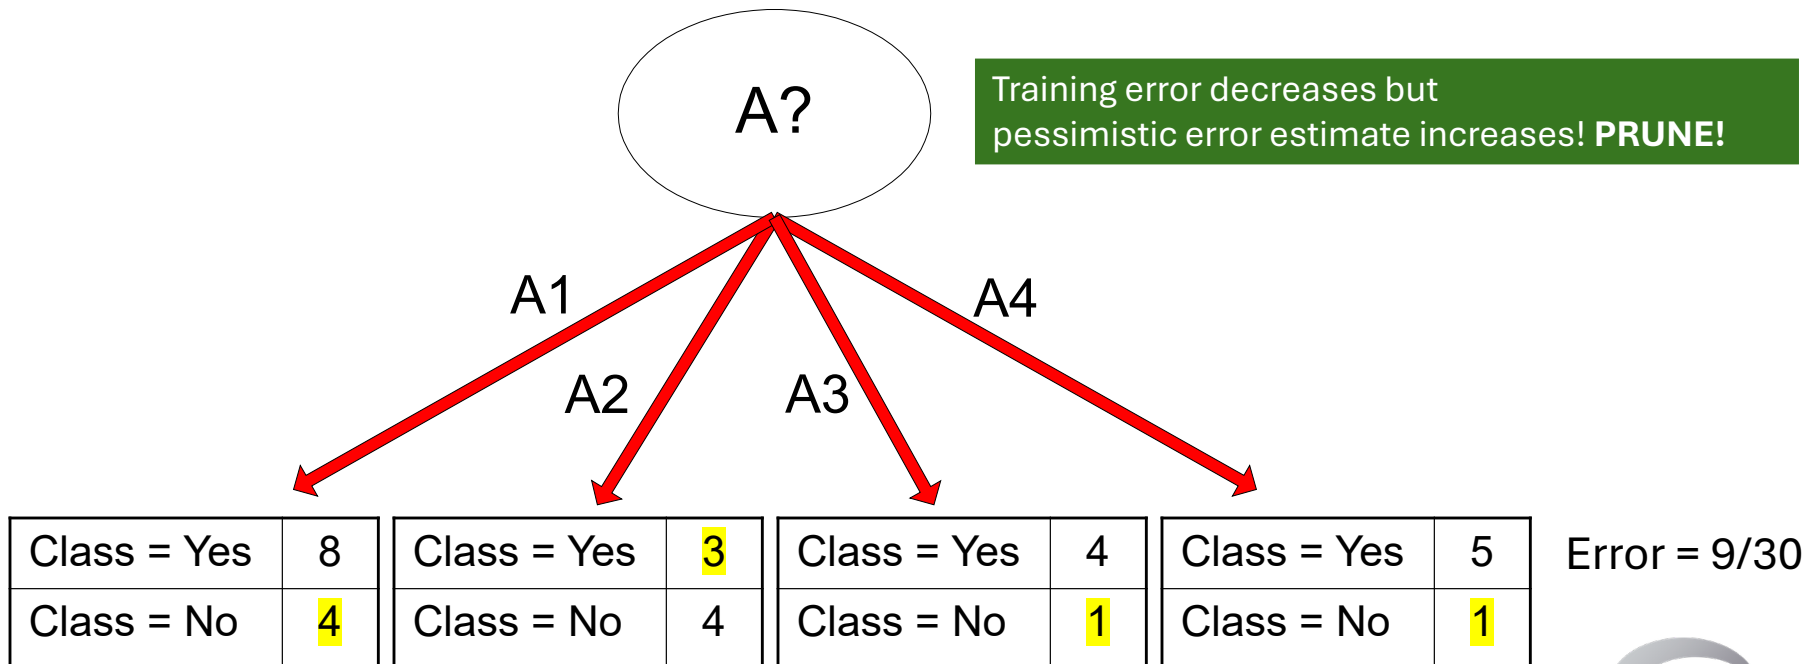 A?
Training error decreases but
pessimistic error estimate increases! PRUNE!
A1
A4
A2
A3
Class = Yes 8 Class = Yes 3 Class = Yes 4 Class = Yes 5 Error = 9/30
Class = No 4 Class = No 4 Class = No 1 Class = No 1